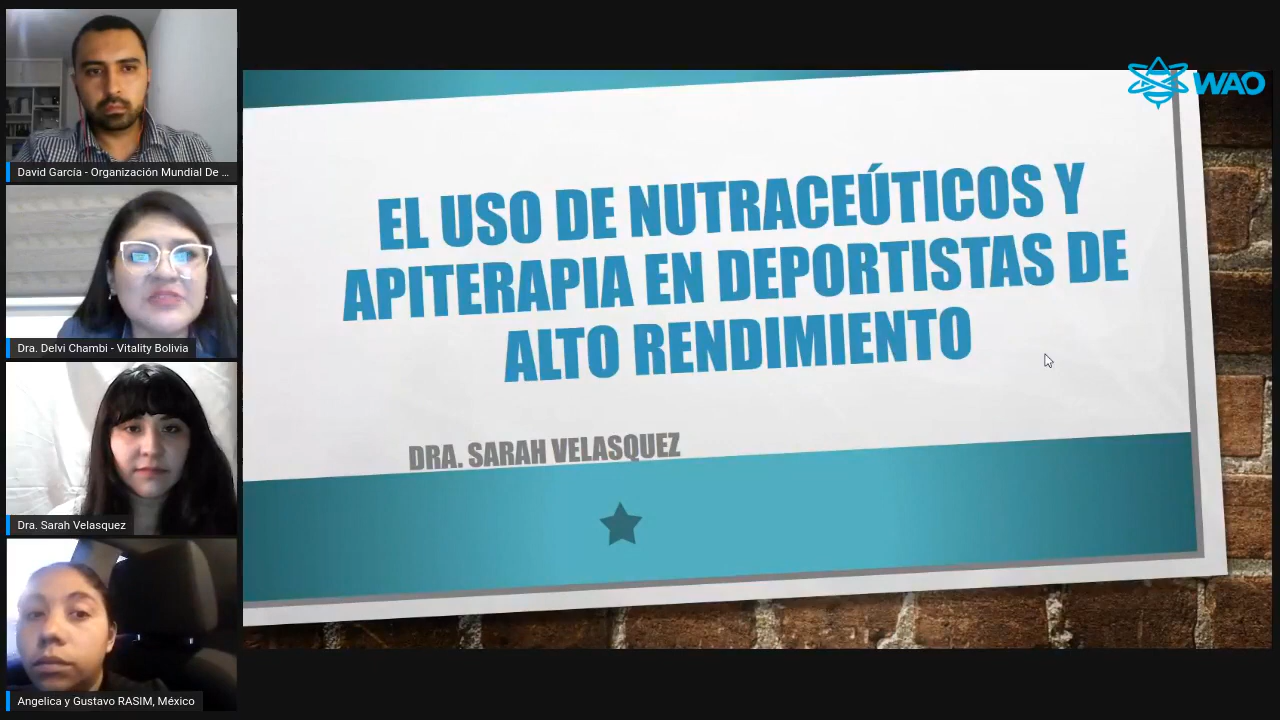 David García - Organización Mundial De ...
Dra. Delvi Chambi - Vitality Bolivia
Dra. Sarah Velasquez
Angelica y Gustavo RASIM, México
WAO
EL USO DE NUTRACEÚTICOS Y
APITERAPIA EN DEPORTISTAS DE
ALTO RENDIMIENTO
DRA. SARAH VELASQUEZ